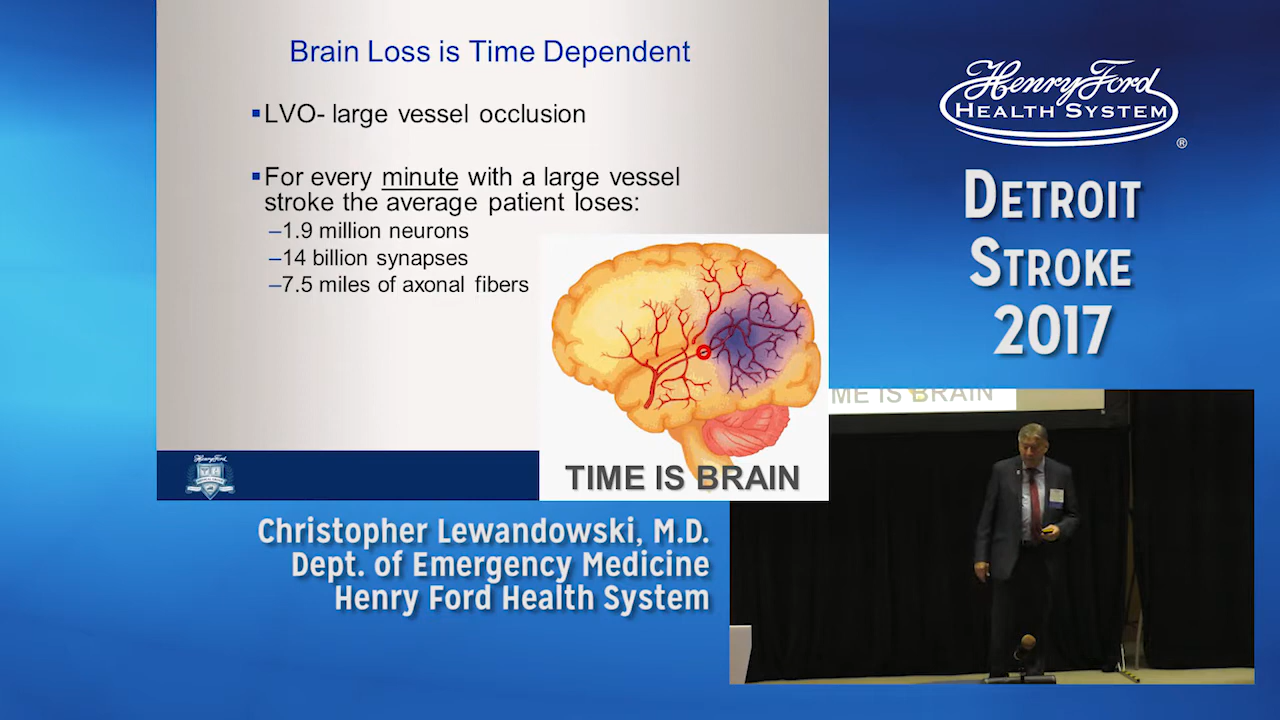 Brain Loss is Time Dependent
▪LVO- large vessel occlusion
▪For every minute with a large vessel
stroke the average patient loses:
–1.9 million neurons
–14 billion synapses
–7.5 miles of axonal fibers
TIME IS BRAIN
Henry Ford
Henry Ford
HEALTH SYSTEM
®
DETROIT
STROKE
2017
ME IS BRAIN
Christopher Lewandowski, M.D.
Dept. of Emergency Medicine
Henry Ford Health System